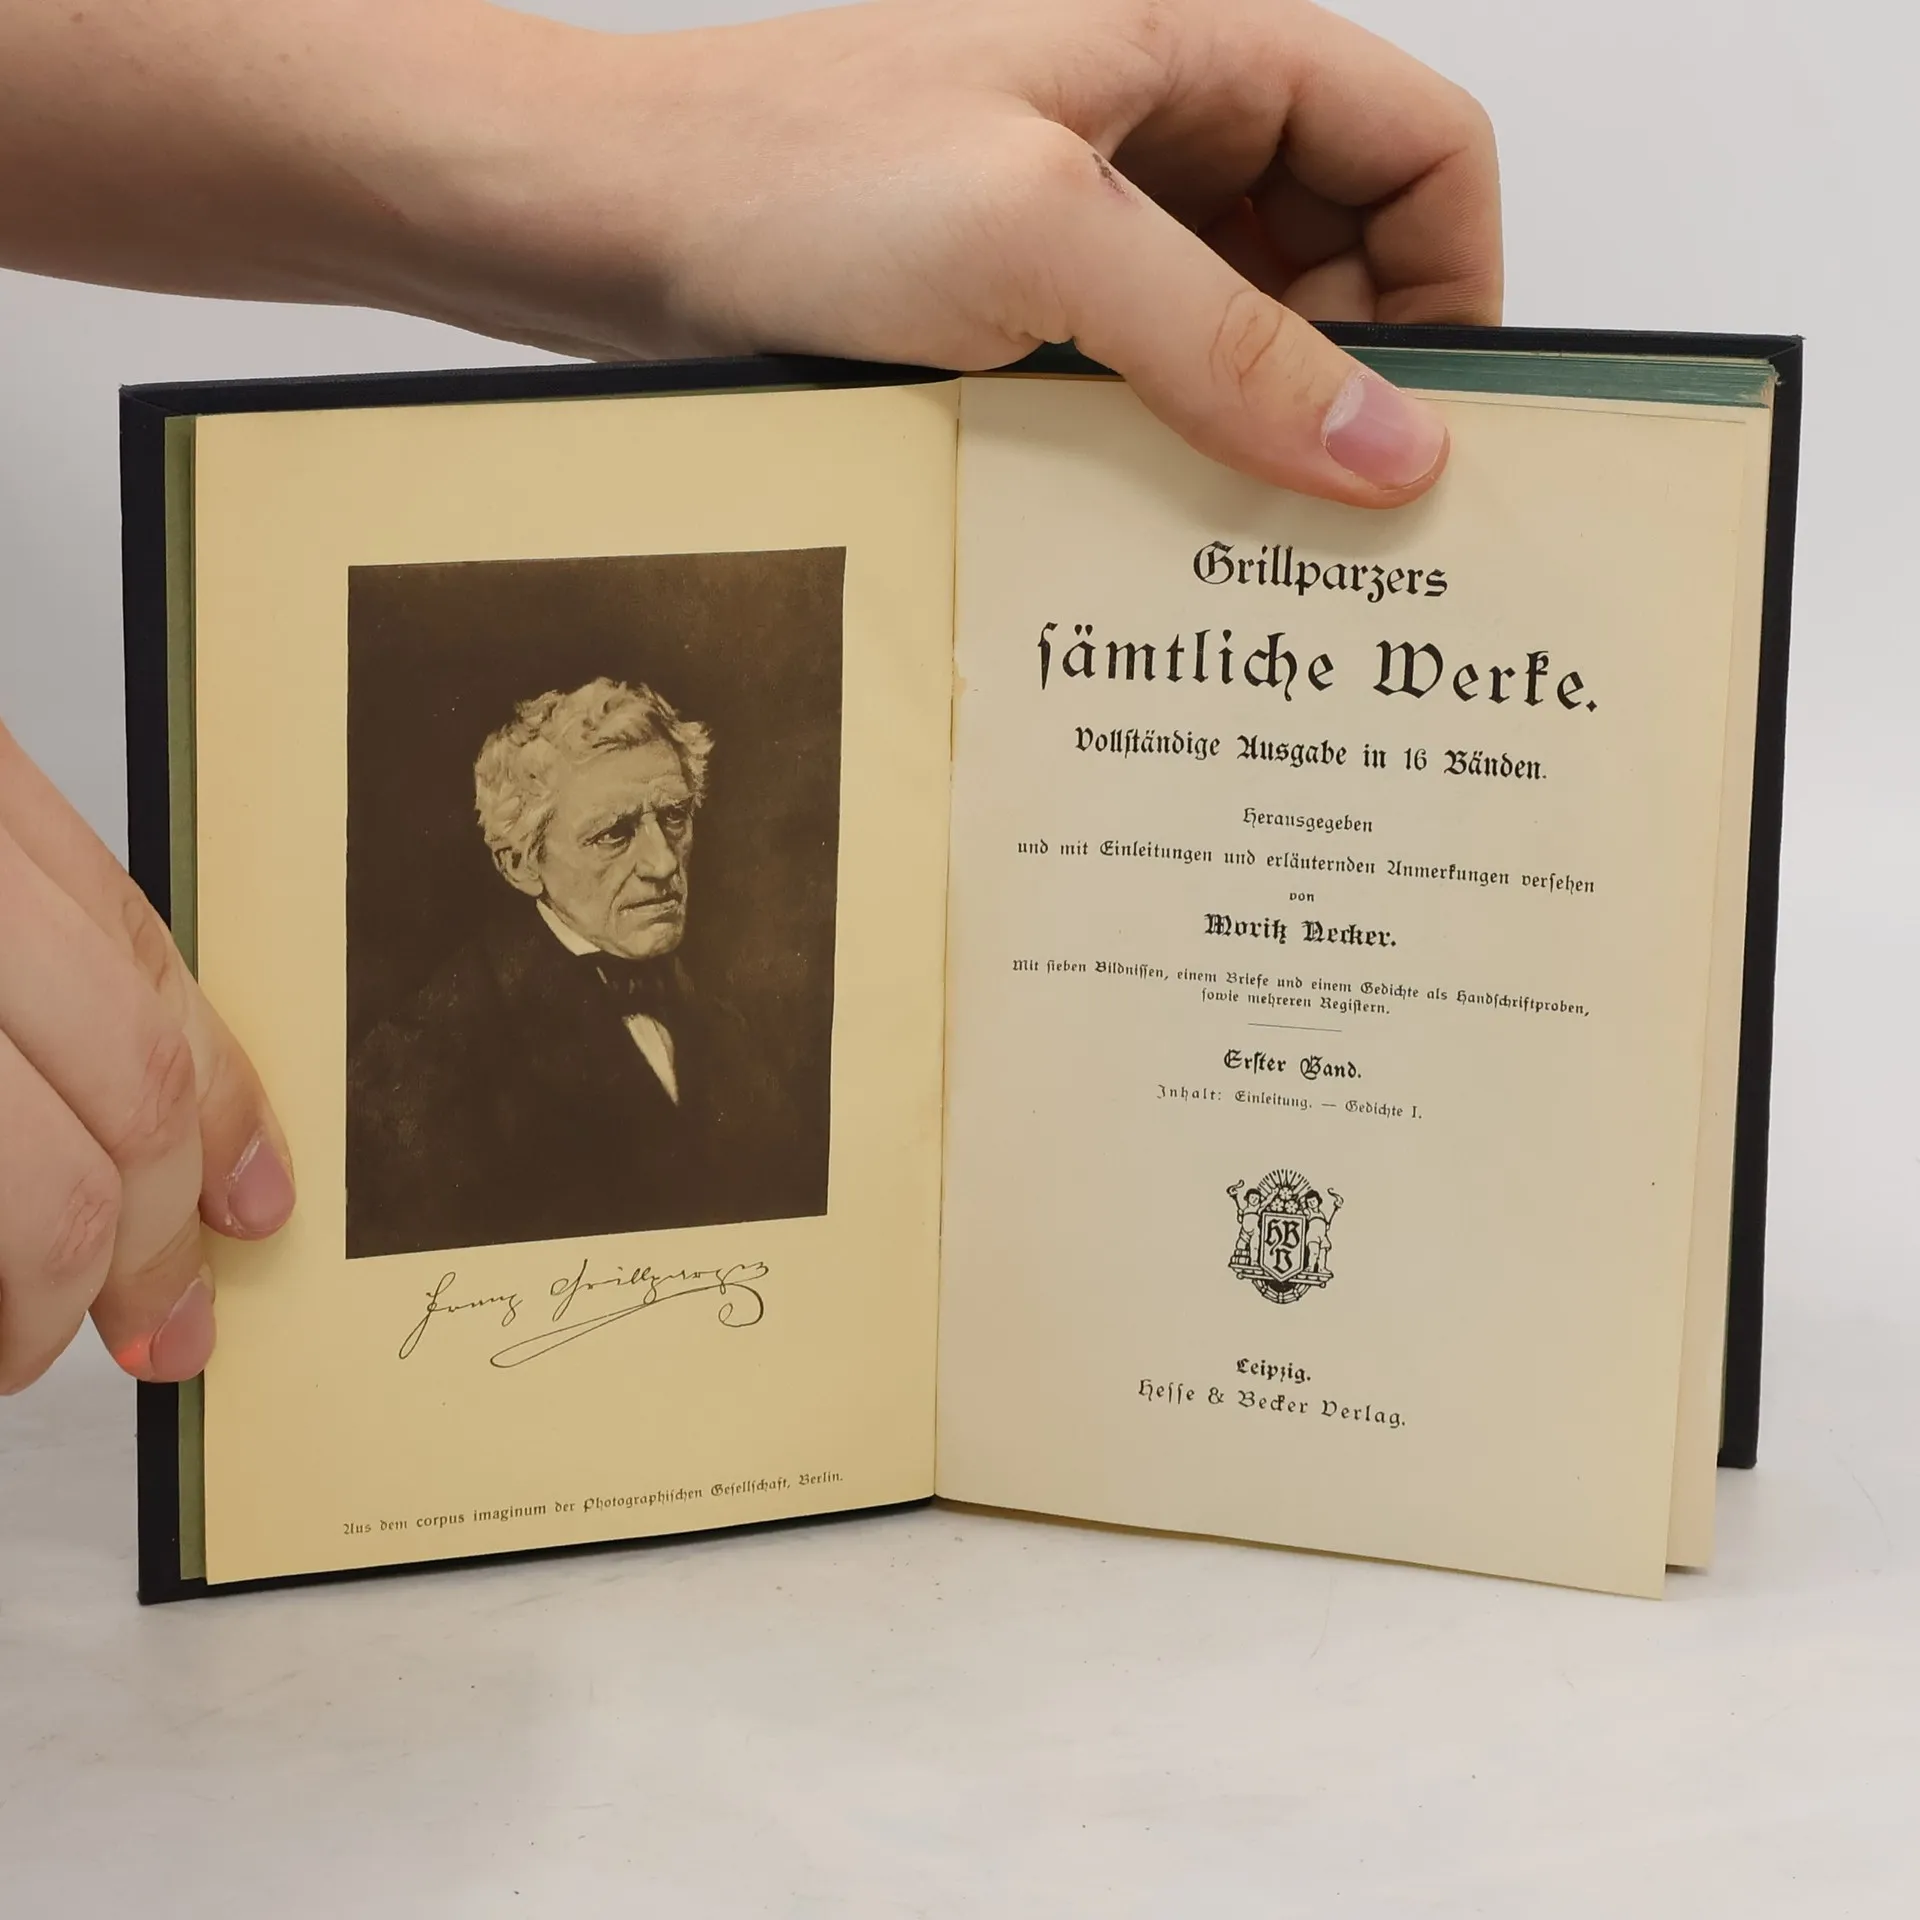 Franz Grillparzer
Aus dem corpus imaginum der Photographiſchen Geſellſchaft, Berlin.
Grillparzers
ſämtliche Werke.
Vollſtändige Ausgabe in 16 Bänden.
Herausgegeben
und mit Einleitungen und erläuternden Anmerkungen verſehen
von
Moritz Necker.
Mit ſieben Bildniſſen, einem Briefe und einem Gedichte als Handſchriftproben,
ſowie mehreren Regiſtern.
Erſter Band.
Inhalt: Einleitung. — Gedichte I.
HB
V
Leipzig.
Heſſe & Becker Verlag.